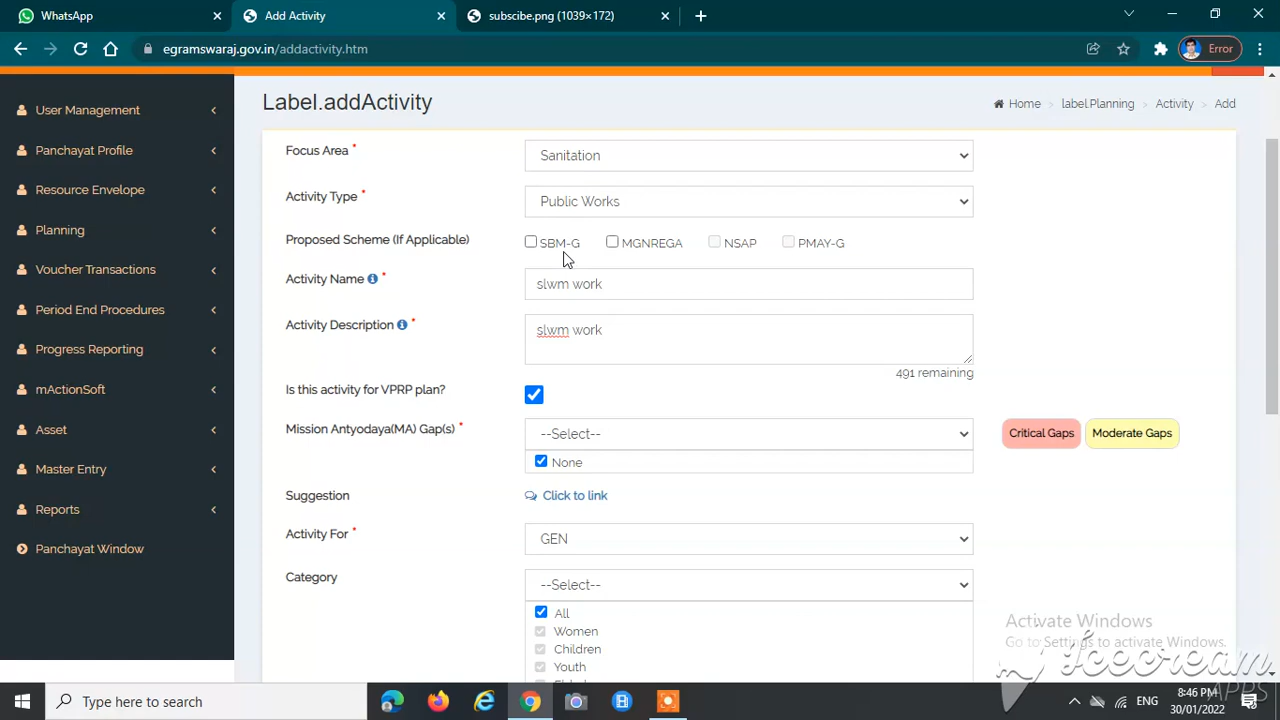 WhatsApp
Add Activity
subscibe.png (1039×172)
egramswaraj.gov.in/addactivity.htm
Error
User Management
Panchayat Profile
Resource Envelope
Planning
Voucher Transactions
Period End Procedures
Progress Reporting
mActionSoft
Asset
Master Entry
Reports
Panchayat Window
Label.addActivity
Home > label.Planning > Activity > Add
Focus Area *
Sanitation
Activity Type *
Public Works
Proposed Scheme (If Applicable)
SBM-G MGNREGA NSAP PMAY-G
Activity Name *
slwm work
Activity Description *
slwm work
491 remaining
Is this activity for VPRP plan?
Mission Antyodaya(MA) Gap(s) *
--Select--
Critical Gaps Moderate Gaps
None
Suggestion
Click to link
Activity For *
GEN
Category
--Select--
All
Women
Children
Youth
Activate Windows
Go to Settings to activate Windows.
Icecream
APPS
Type here to search
ENG
8:46 PM
30/01/2022